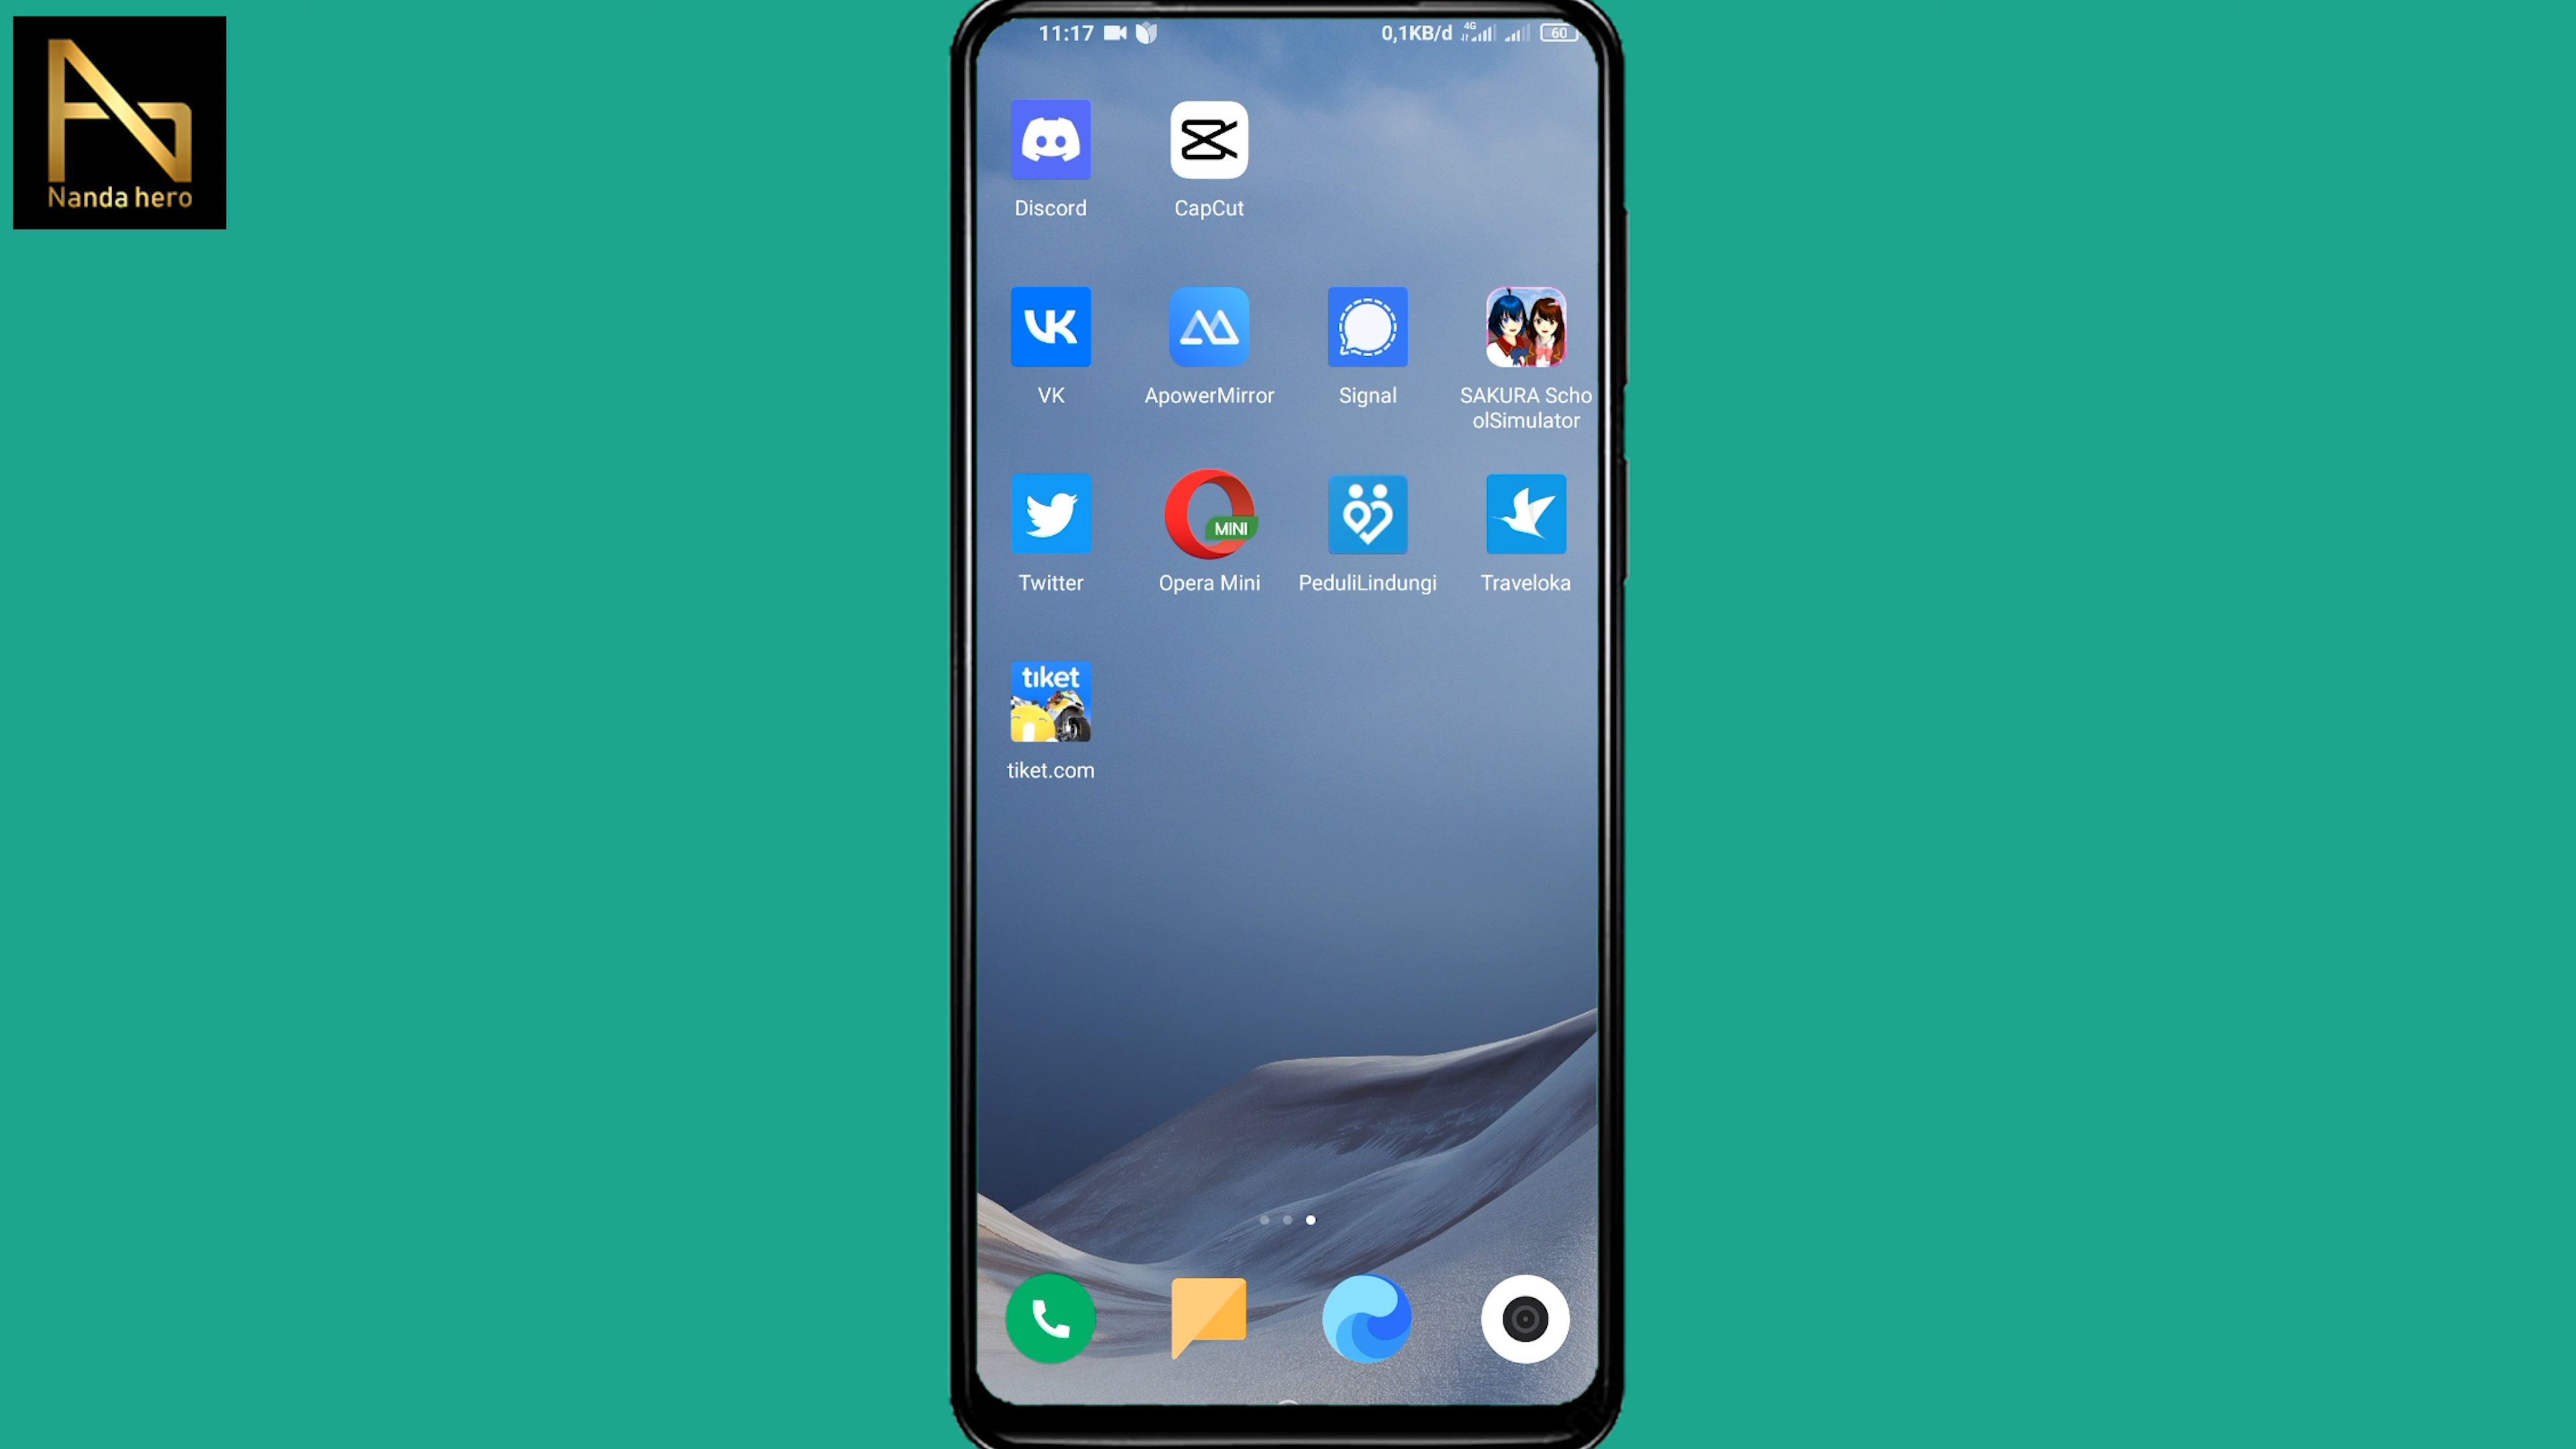 Nanda hero
11:17
0,1KB/d 4G 60
Discord
CapCut
VK
ApowerMirror
Signal
SAKURA Scho
olSimulator
Twitter
MINI
Opera Mini
PeduliLindungi
Traveloka
tiket
tiket.com